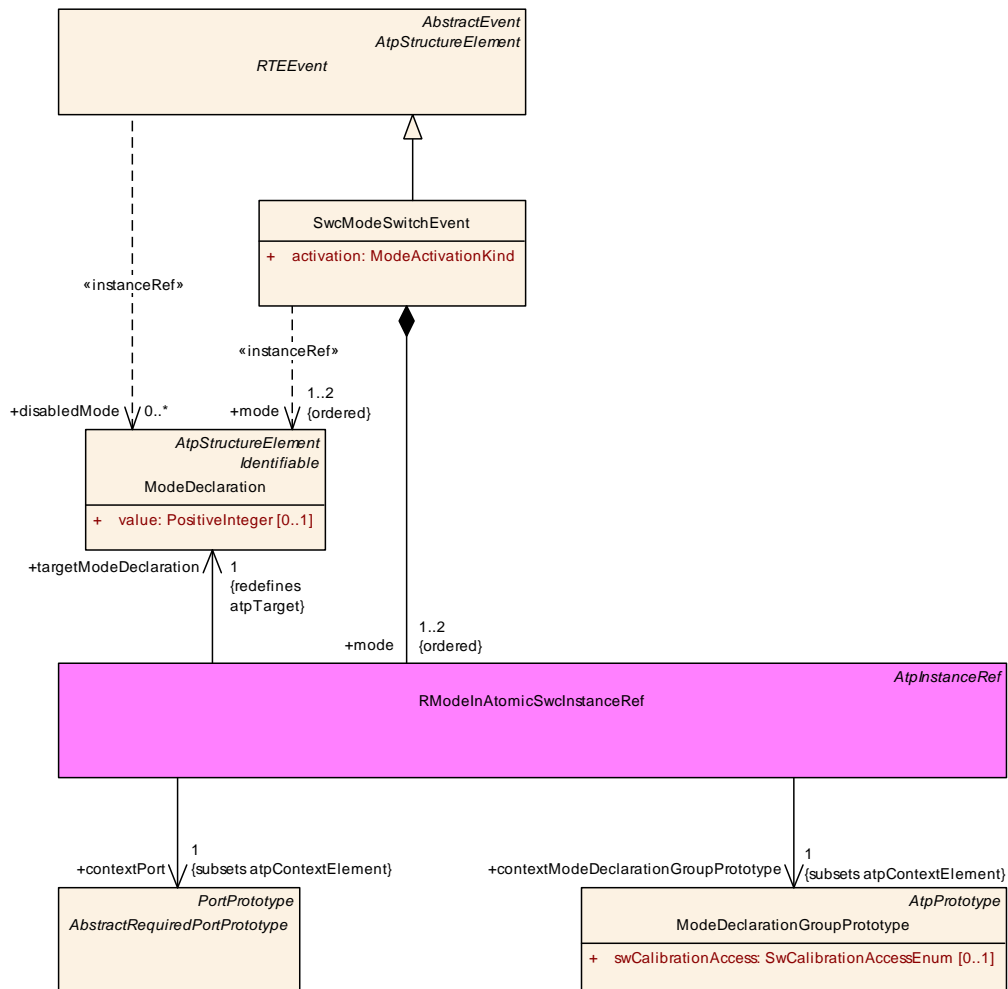 AbstractEvent
AtpStructureElement
RTEEvent
SwcModeSwitchEvent
+ activation: ModeActivationKind
«instanceRef»
«instanceRef»
+disabledMode 0..*
+mode 1..2
{ordered}
AtpStructureElement
Identifiable
ModeDeclaration
+ value: PositiveInteger [0..1]
+targetModeDeclaration 1
{redefines
atpTarget}
+mode 1..2
{ordered}
AtpInstanceRef
RModeInAtomicSwcInstanceRef
+contextPort 1
{subsets atpContextElement}
+contextModeDeclarationGroupPrototype 1
{subsets atpContextElement}
PortPrototype
AbstractRequiredPortPrototype
AtpPrototype
ModeDeclarationGroupPrototype
+ swCalibrationAccess: SwCalibrationAccessEnum [0..1]